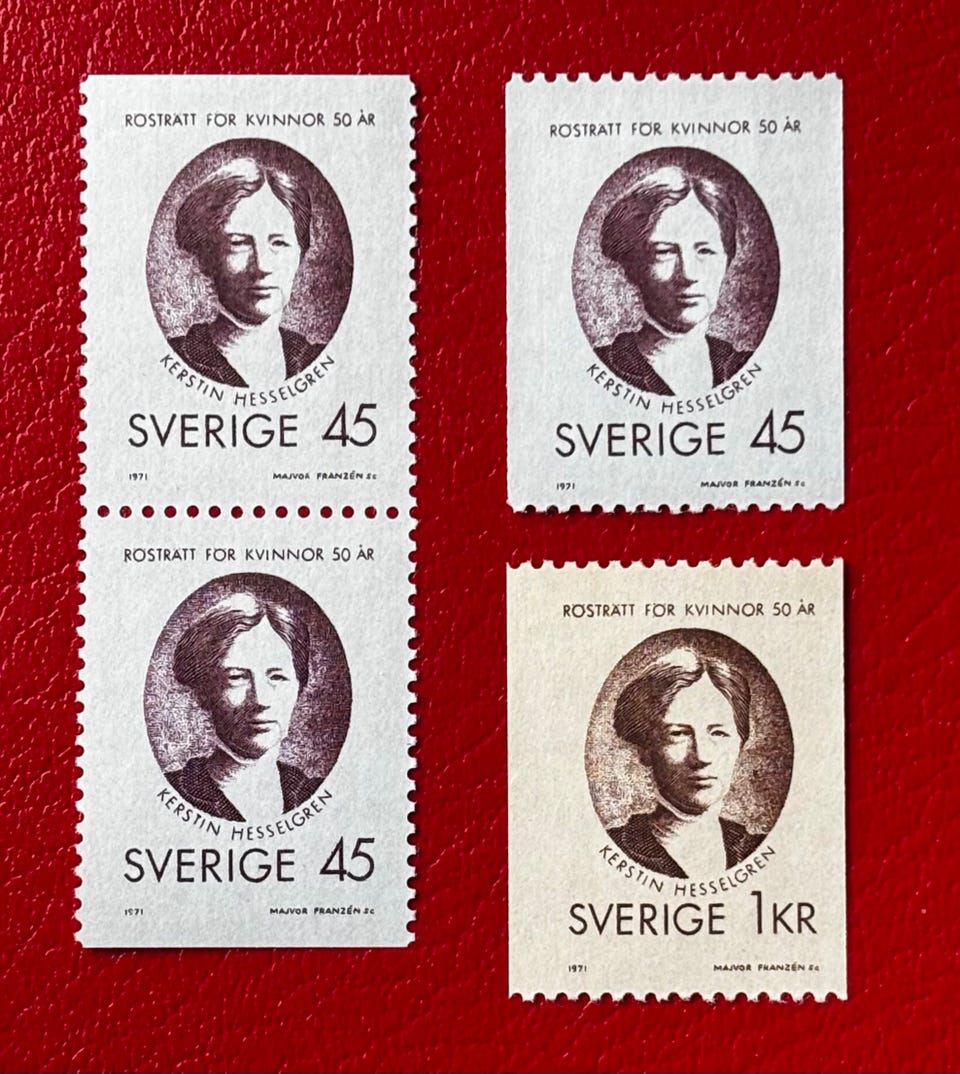 RÖSTRÄTT FÖR KVINNOR 50 ÅR
KERSTIN HESSELGREN
SVERIGE 45
1971 MAJVOR FRANZÉN SC
RÖSTRÄTT FÖR KVINNOR 50 ÅR
KERSTIN HESSELGREN
SVERIGE 45
1971 MAJVOR FRANZÉN SC
RÖSTRÄTT FÖR KVINNOR 50 ÅR
KERSTIN HESSELGREN
SVERIGE 45
1971 MAJVOR FRANZÉN SC
RÖSTRÄTT FÖR KVINNOR 50 ÅR
KERSTIN HESSELGREN
SVERIGE 1KR
1971 MAJVOR FRANZÉN SC